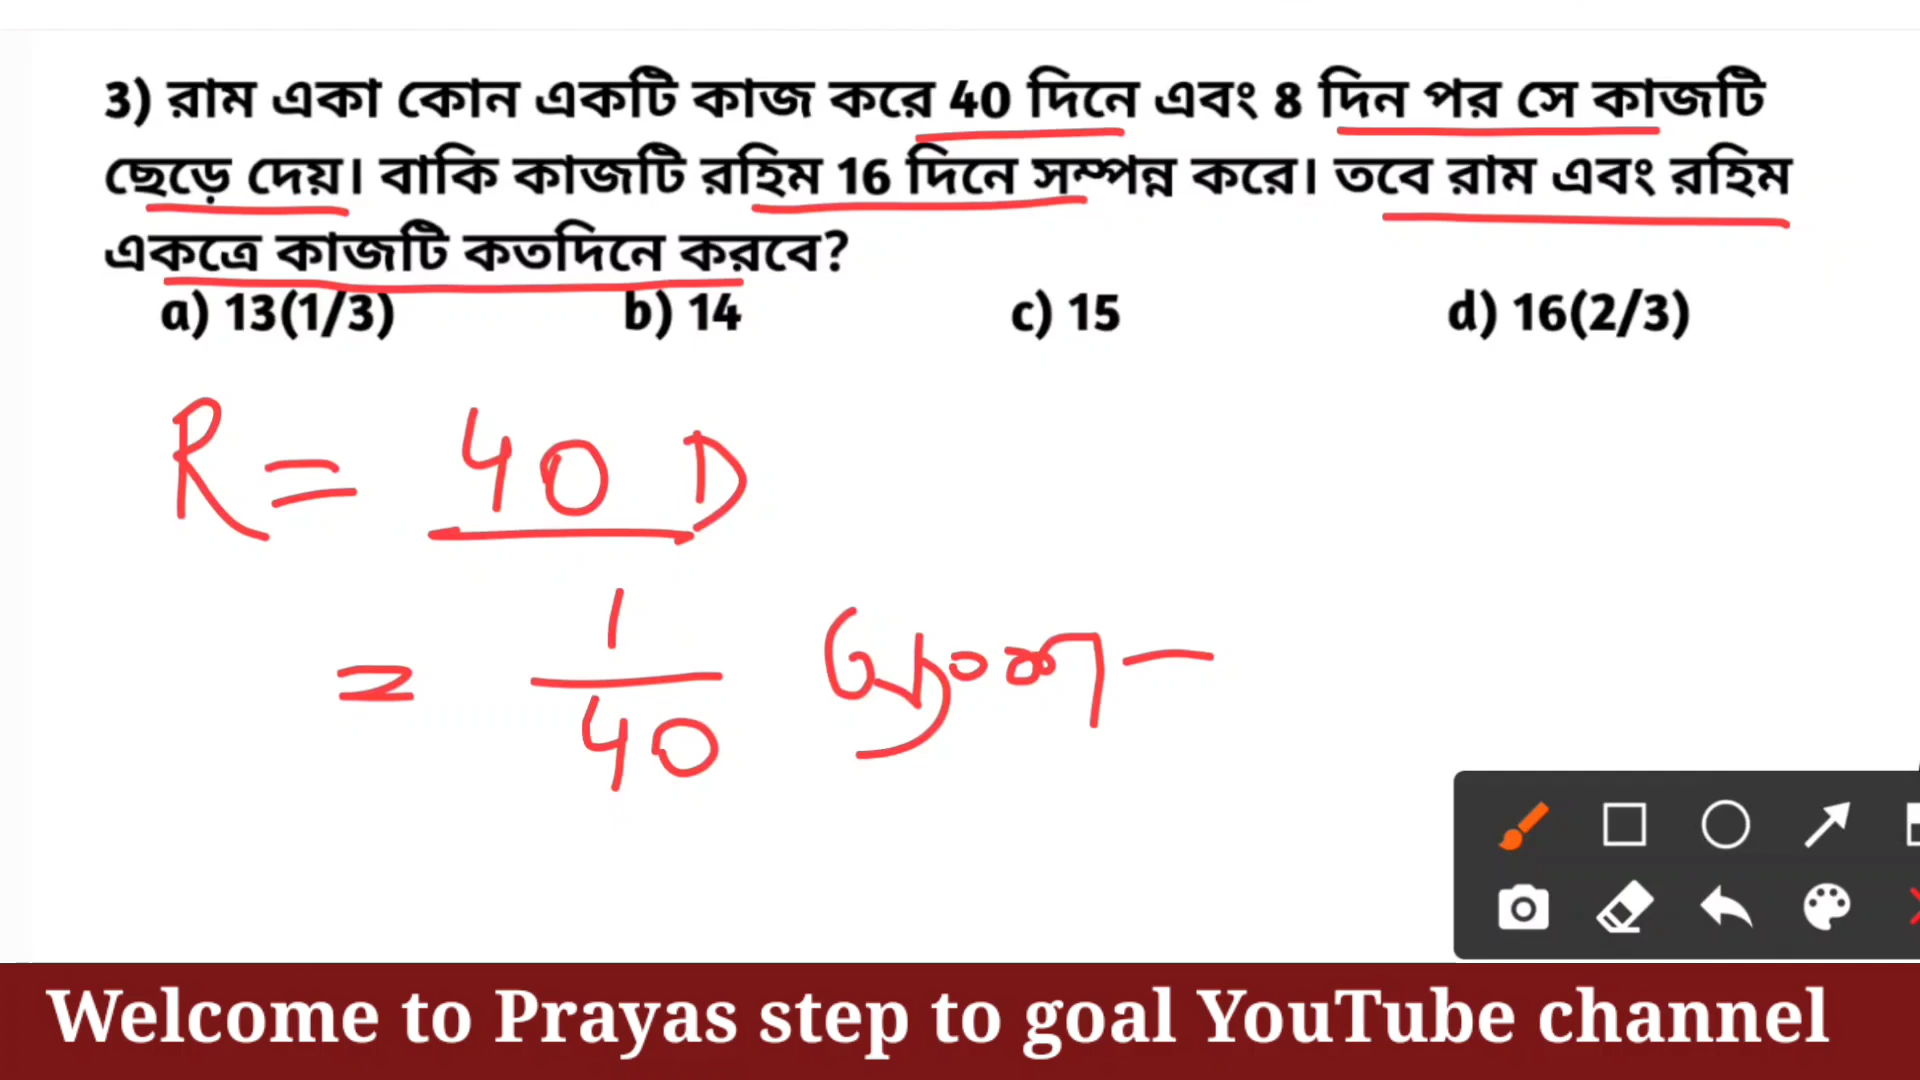 3) রাম একা কোন একটি কাজ করে 40 দিনে এবং 8 দিন পর সে কাজটি
ছেড়ে দেয়। বাকি কাজটি রহিম 16 দিনে সম্পন্ন করে। তবে রাম এবং রহিম
একত্রে কাজটি কতদিনে করবে?
a) 13(1/3) b) 14 c) 15 d) 16(2/3)
R = 40 D
= 1/40
Welcome to Prayas step to goal YouTube channel